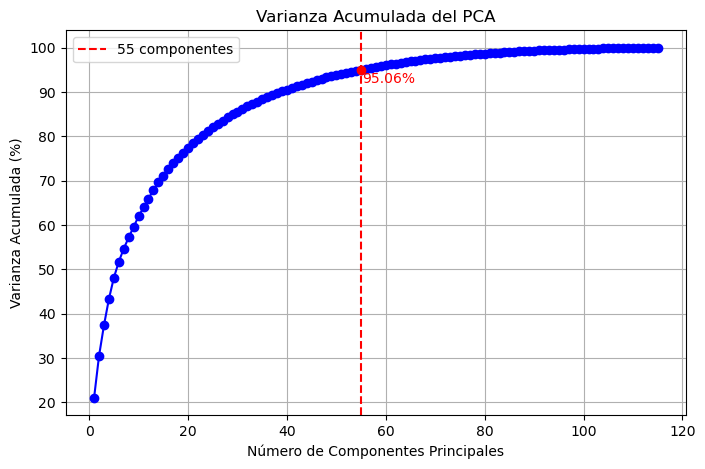 Varianza Acumulada del PCA
55 componentes
95.06%
Varianza Acumulada (%)
100
90
80
70
60
50
40
30
20
0 20 40 60 80 100 120
Número de Componentes Principales